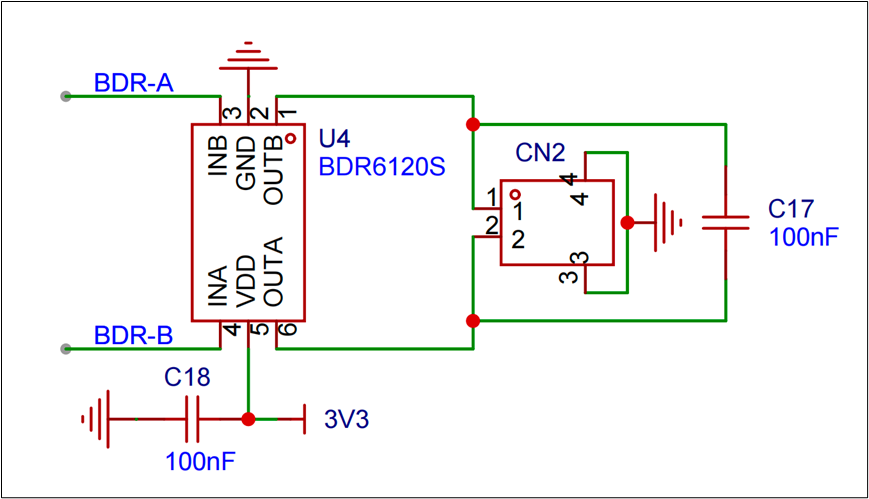 BDR-A
3
2
1
U4
BDR6120S
INB
GND
OUTB
CN2
4
4
1
1
2
2
3
3
C17
100nF
INA
VDD
OUTA
BDR-B
4
5
6
C18
3V3
100nF